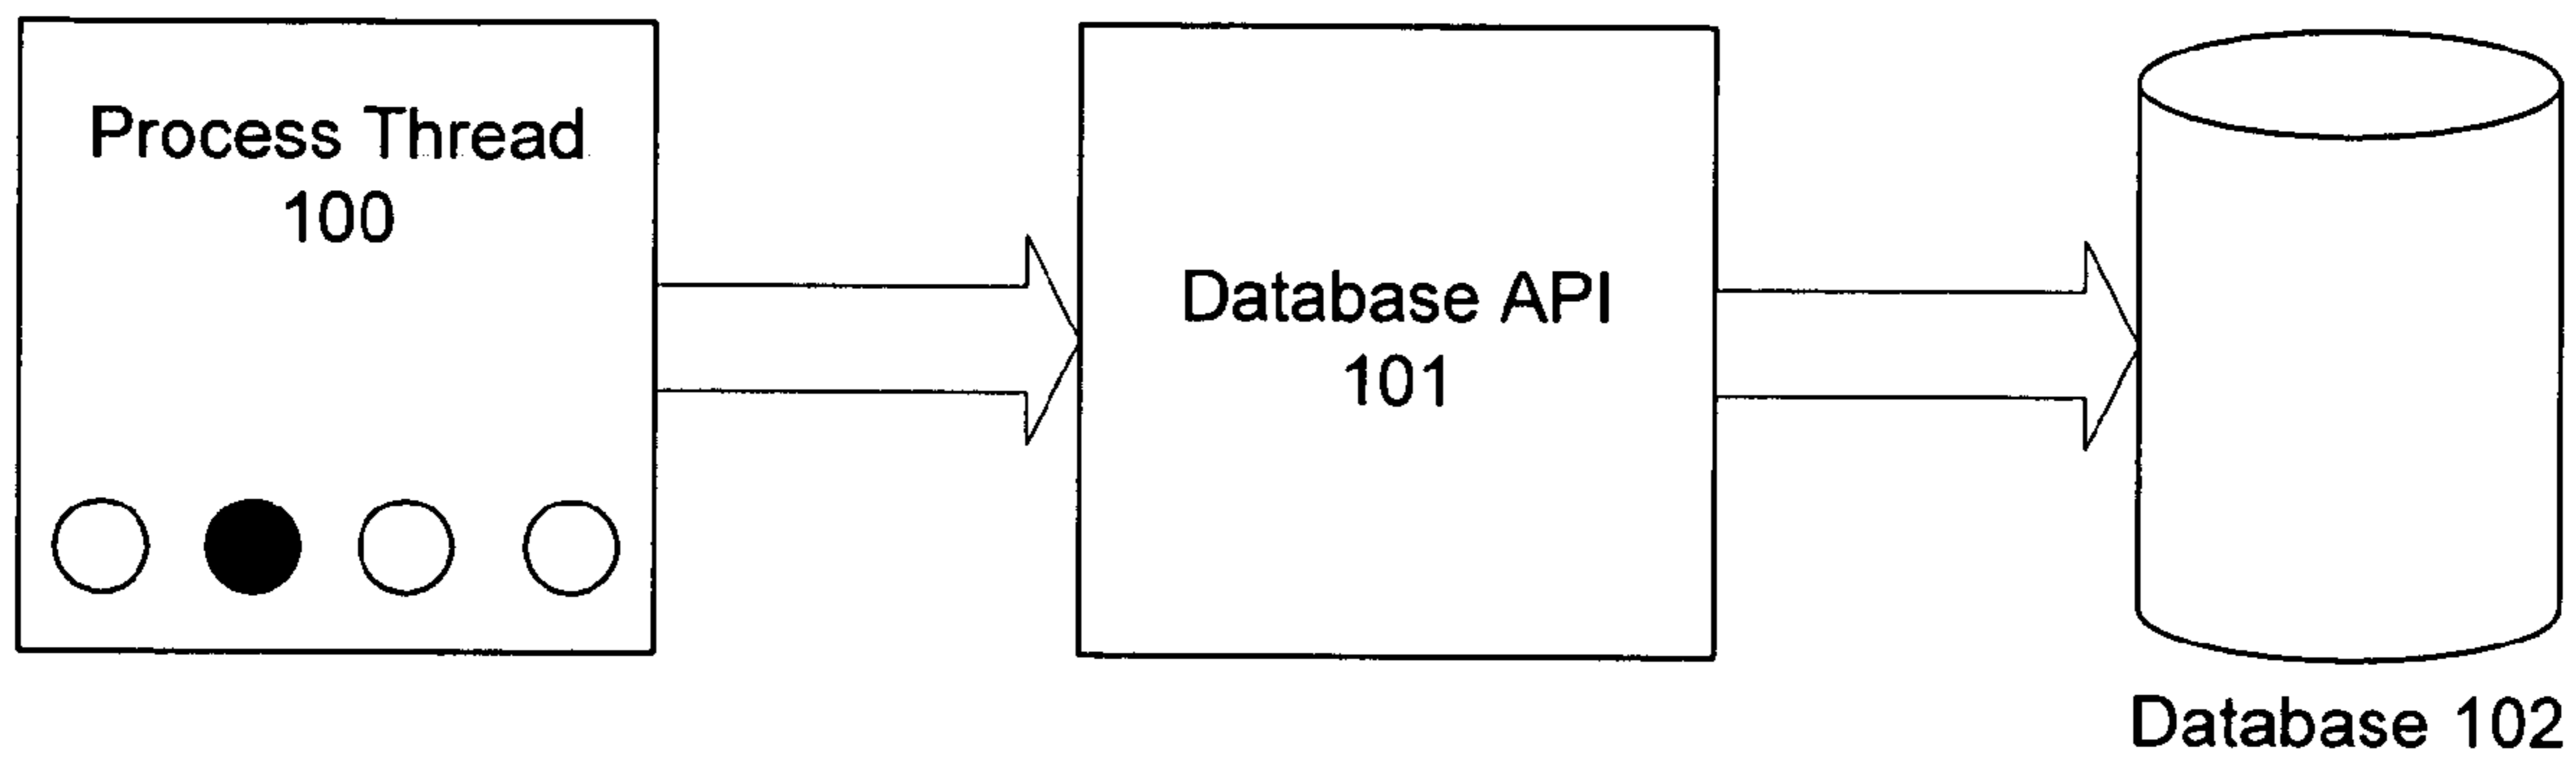 Process Thread
100
Database API
101
Database 102